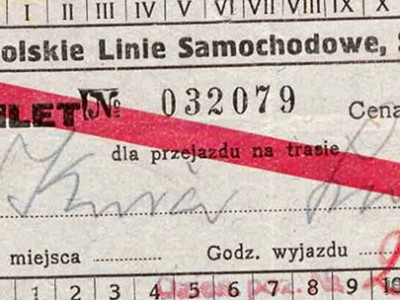 I II III IV V VI VII VIII IX X
olskie Linie Samochodowe, S
ILET № 032079 Cena
dla przejazdu na trasie
miejsca Godz. wyjazdu
1 2 3 4 5 6 7 8 9 10